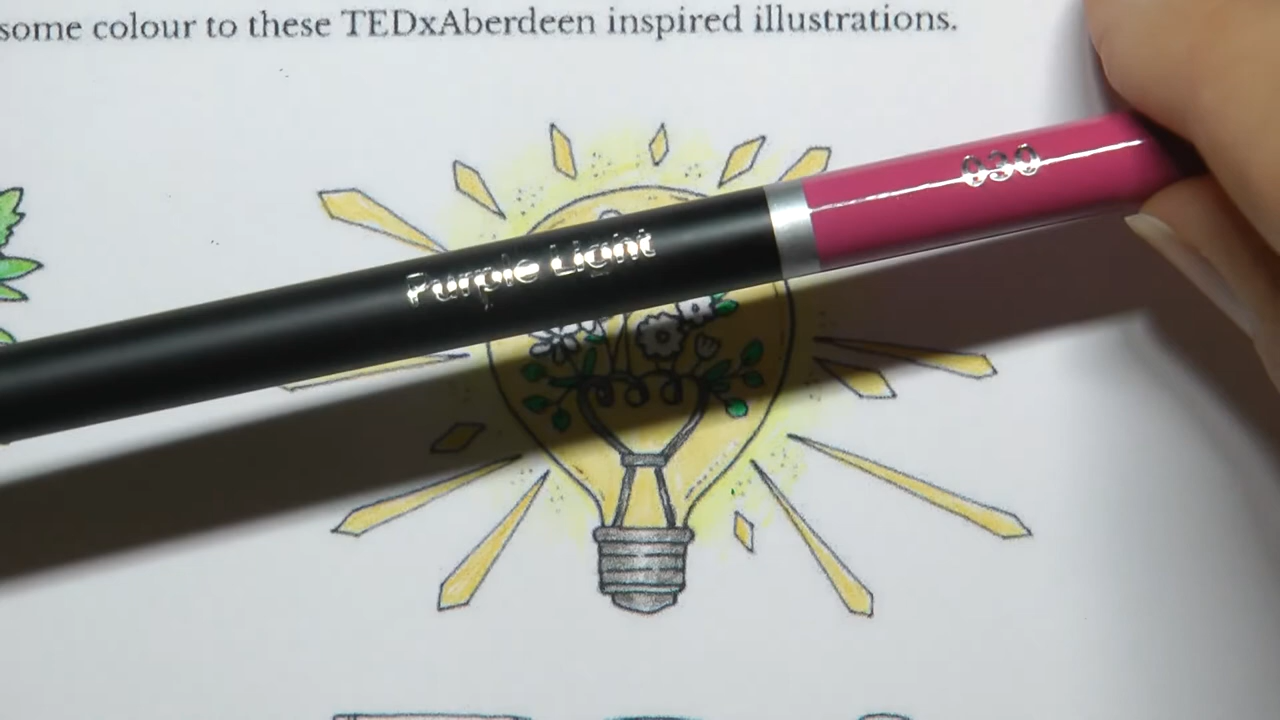 some colour to these TEDxAberdeen inspired illustrations.
030
Purple Light